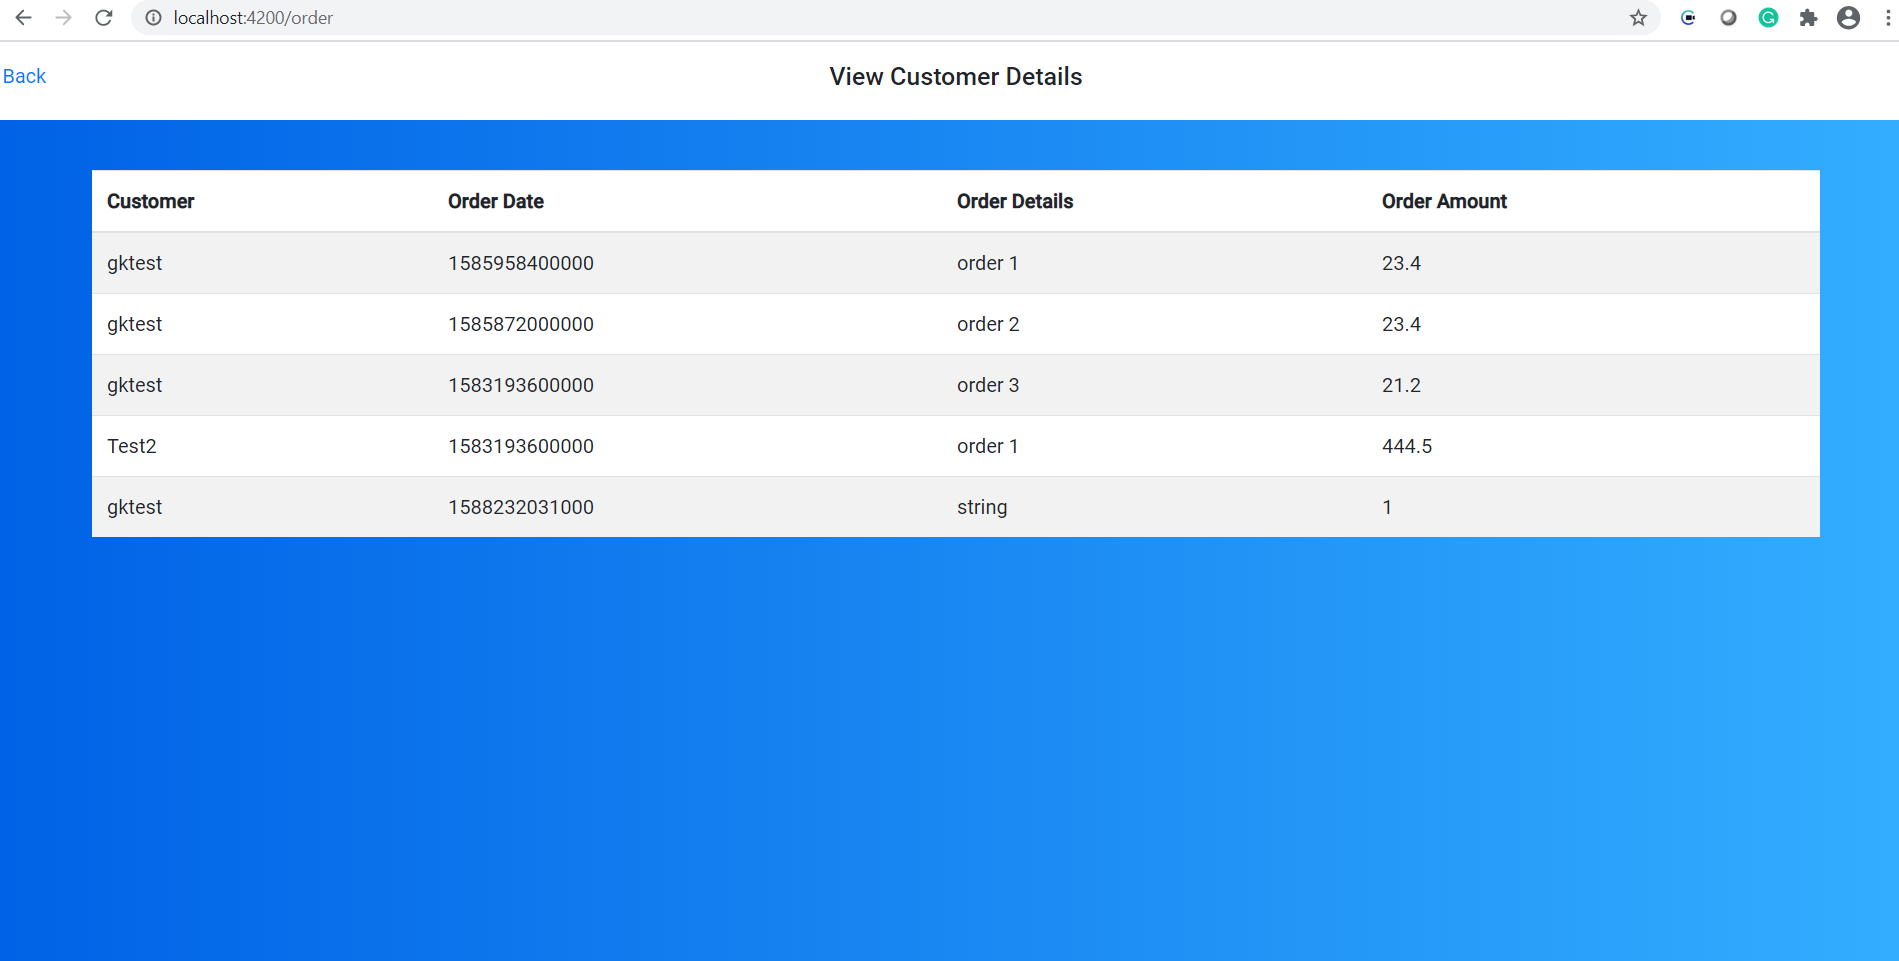 localhost:4200/order
Back View Customer Details
Customer Order Date Order Details Order Amount
gktest 1585958400000 order 1 23.4
gktest 1585872000000 order 2 23.4
gktest 1583193600000 order 3 21.2
Test2 1583193600000 order 1 444.5
gktest 1588232031000 string 1